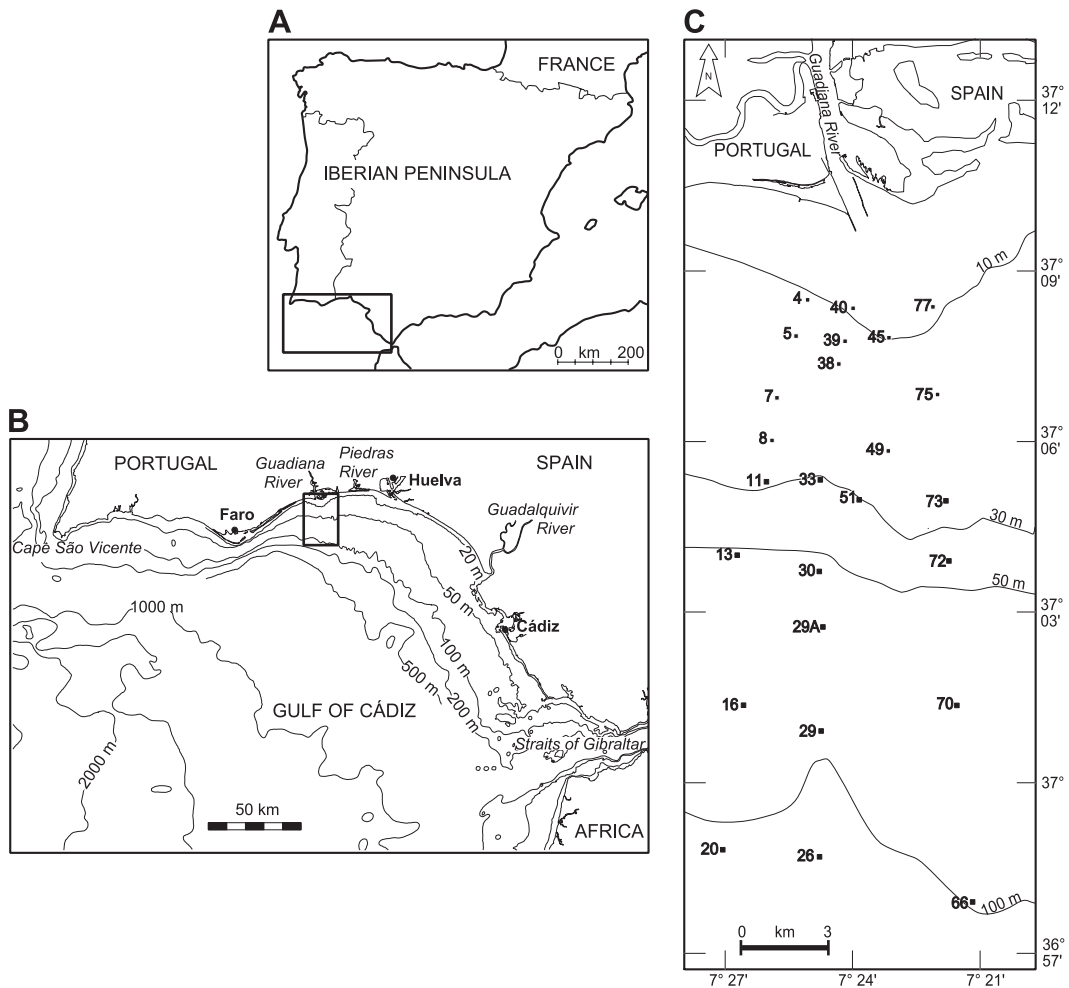 A
FRANCE
IBERIAN PENINSULA
0 km 200
B
PORTUGAL
Guadiana
River
Piedras
River
Huelva
SPAIN
Faro
Guadalquivir
River
Cape São Vicente
20 m
50 m
1000 m
Cádiz
100 m
500 m
200 m
GULF OF CÁDIZ
Straits of Gibraltar
2000 m
50 km
AFRICA
C
N
Guadiana River
SPAIN
37°
12'
PORTUGAL
10 m
37°
09'
4
40
77
5
39
45
38
7
75
8
37°
06'
49
11
33
51
73
30 m
13
72
30
50 m
37°
03'
29A
16
70
29
37°
20
26
66
100 m
0 km 3
36°
57'
7° 27'
7° 24'
7° 21'